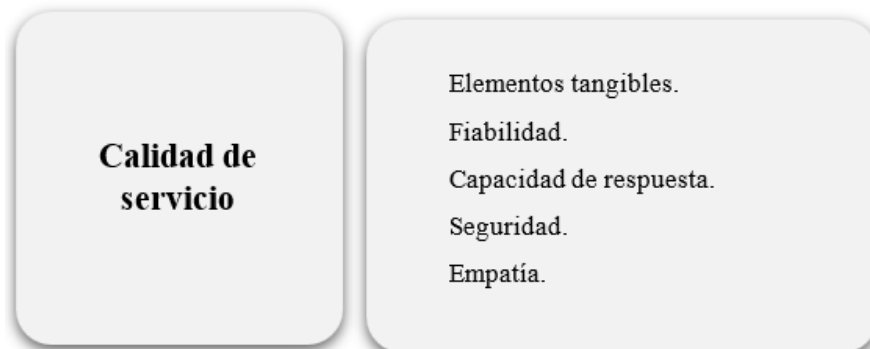 Calidad de
servicio
Elementos tangibles.
Fiabilidad.
Capacidad de respuesta.
Seguridad.
Empatía.